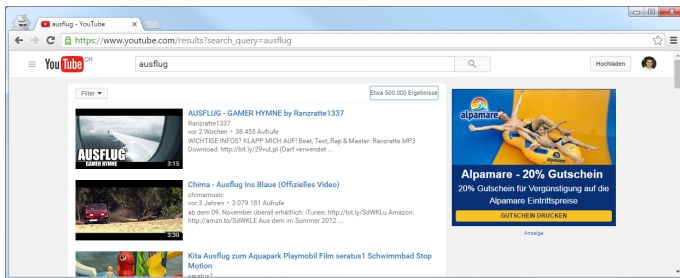 ausflug - YouTube
https://www.youtube.com/results?search_query=ausflug
YouTube CH
ausflug
Hochladen
Filter
Etwa 500.000 Ergebnisse
AUSFLUG
GAMER HYMNE
3:15
AUSFLUG - GAMER HYMNE by Ranzratte1337
Ranzratte1337
vor 2 Wochen • 38.455 Aufrufe
WICHTIGE INFOS? KLAPP MICH AUF! Beat, Text, Rap & Master: Ranzratte MP3
Download: http://bit.ly/29vuLpI (Darf verwendet ...
3:30
Chima - Ausflug Ins Blaue (Offizielles Video)
chimamusic
vor 3 Jahren • 3.079.181 Aufrufe
ab dem 09. November überall erhältlich: iTunes: http://bit.ly/SdWKLu Amazon:
http://amzn.to/SdWKLE Aus dem im Sommer 2012 ...
Kita Ausflug zum Aquapark Playmobil Film seratus1 Schwimmbad Stop
Motion
seratus1
alpamare
Alpamare - 20% Gutschein
20% Gutschein für Vergünstigung auf die
Alpamare Eintrittspreise
GUTSCHEIN DRUCKEN
Anzeige